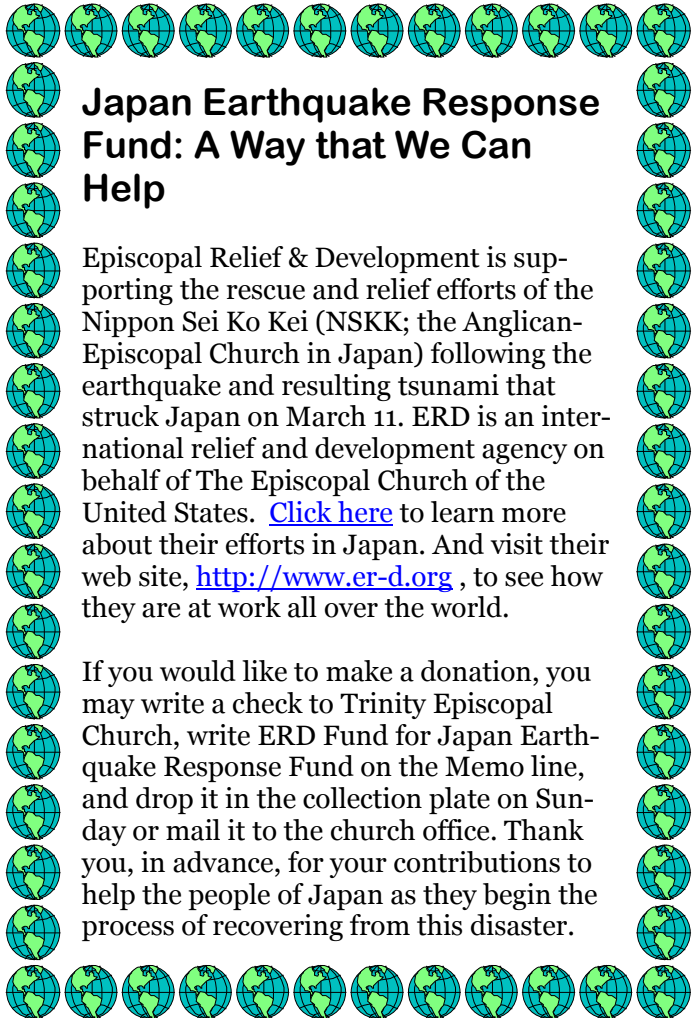 Japan Earthquake Response
Fund: A Way that We Can
Help
Episcopal Relief & Development is sup-
porting the rescue and relief efforts of the
Nippon Sei Ko Kei (NSKK; the Anglican-
Episcopal Church in Japan) following the
earthquake and resulting tsunami that
struck Japan on March 11. ERD is an inter-
national relief and development agency on
behalf of The Episcopal Church of the
United States.  Click here to learn more
about their efforts in Japan. And visit their
web site, http://www.er-d.org , to see how
they are at work all over the world.
If you would like to make a donation, you
may write a check to Trinity Episcopal
Church, write ERD Fund for Japan Earth-
quake Response Fund on the Memo line,
and drop it in the collection plate on Sun-
day or mail it to the church office. Thank
you, in advance, for your contributions to
help the people of Japan as they begin the
process of recovering from this disaster.